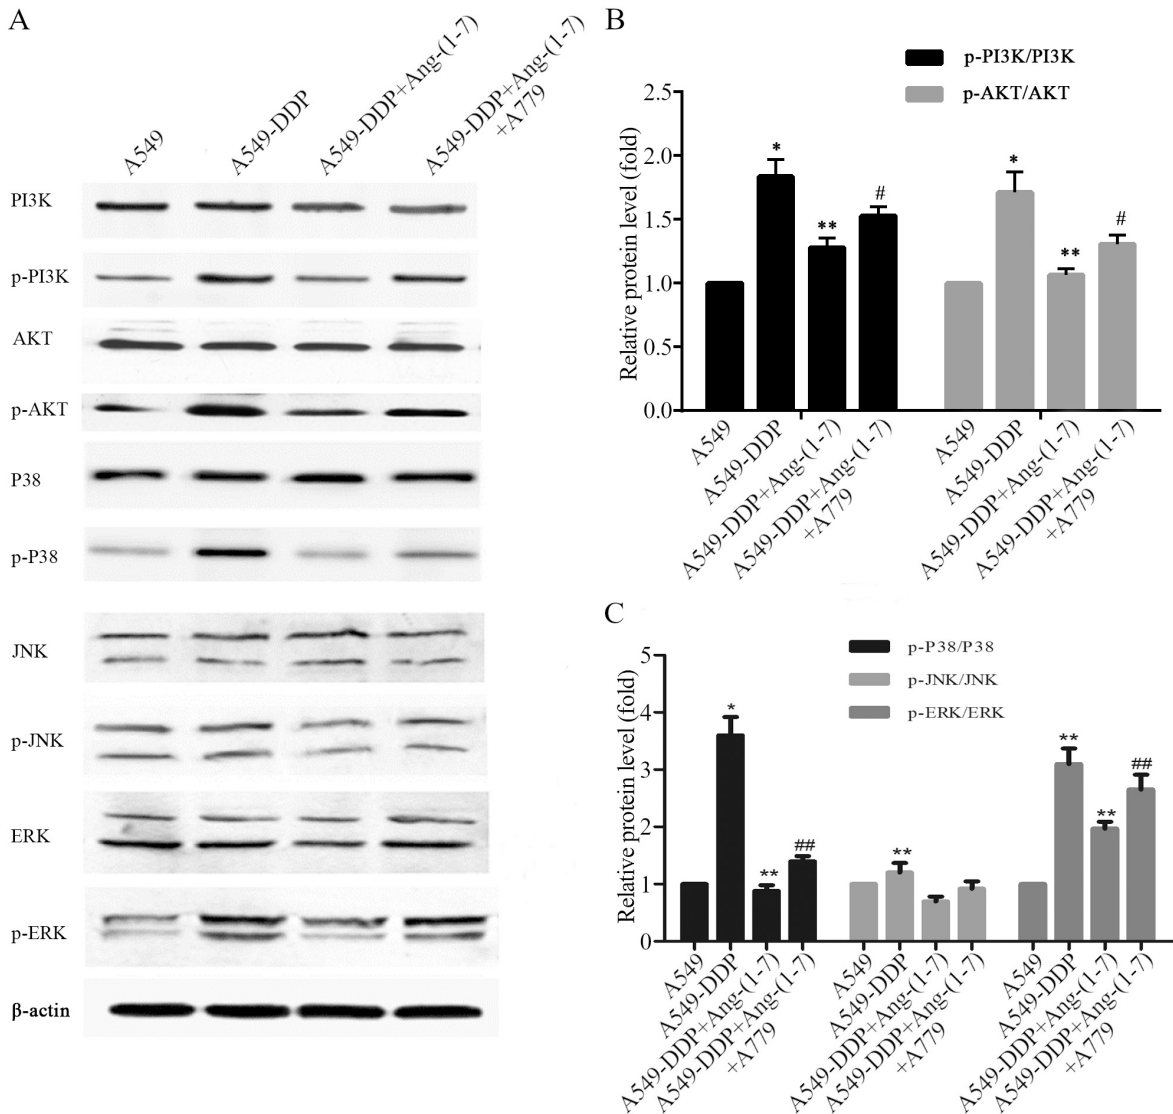 A
A549
A549-DDP
A549-DDP+Ang-(1-7)
A549-DDP+Ang-(1-7)
+A779
PI3K
p-PI3K
AKT
p-AKT
P38
p-P38
JNK
p-JNK
ERK
p-ERK
β-actin
B
p-PI3K/PI3K
p-AKT/AKT
Relative protein level (fold)
2.5
2.0
1.5
1.0
0.5
0.0
*
**
#
*
**
#
A549
A549-DDP
A549-DDP+Ang-(1-7)
A549-DDP+Ang-(1-7)
+A779
A549
A549-DDP
A549-DDP+Ang-(1-7)
A549-DDP+Ang-(1-7)
+A779
C
p-P38/P38
p-JNK/JNK
p-ERK/ERK
Relative protein level (fold)
5
4
3
2
1
0
*
**
##
**
**
**
##
A549
A549-DDP
A549-DDP+Ang-(1-7)
A549-DDP+Ang-(1-7)
+A779
A549
A549-DDP
A549-DDP+Ang-(1-7)
A549-DDP+Ang-(1-7)
+A779
A549
A549-DDP
A549-DDP+Ang-(1-7)
A549-DDP+Ang-(1-7)
+A779